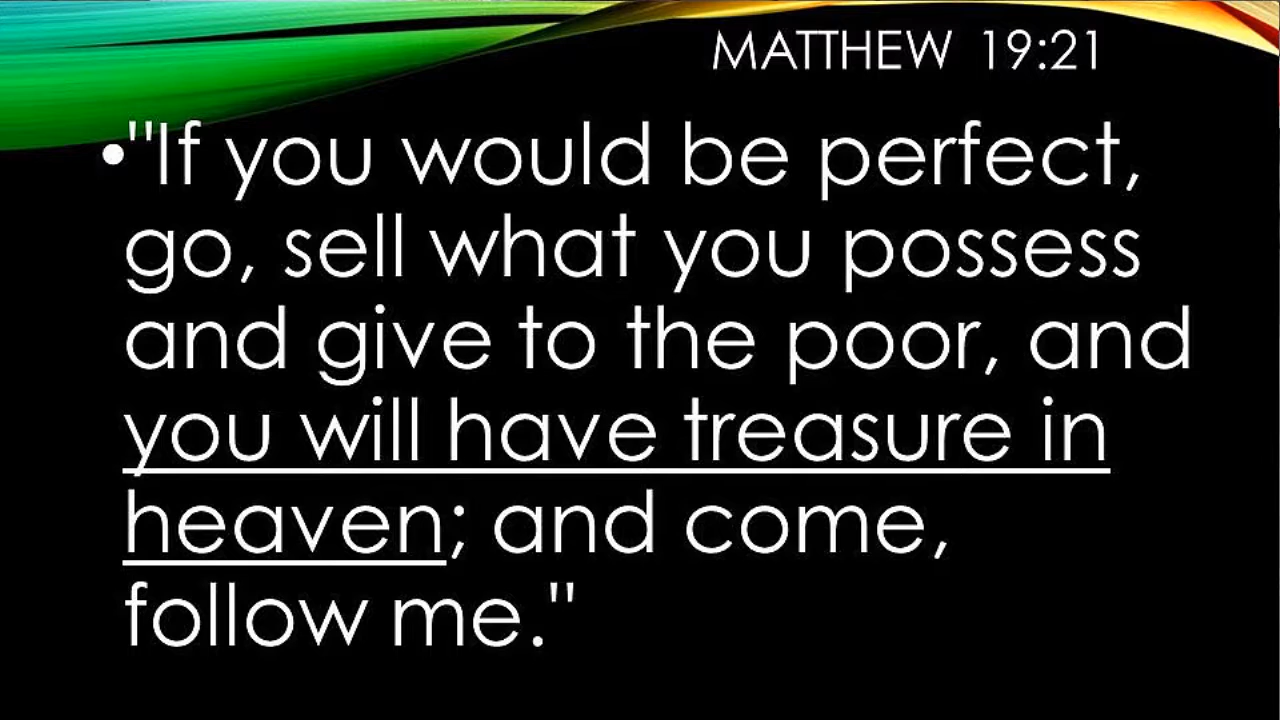 MATTHEW 19:21
•"If you would be perfect,
go, sell what you possess
and give to the poor, and
you will have treasure in
heaven; and come,
follow me."